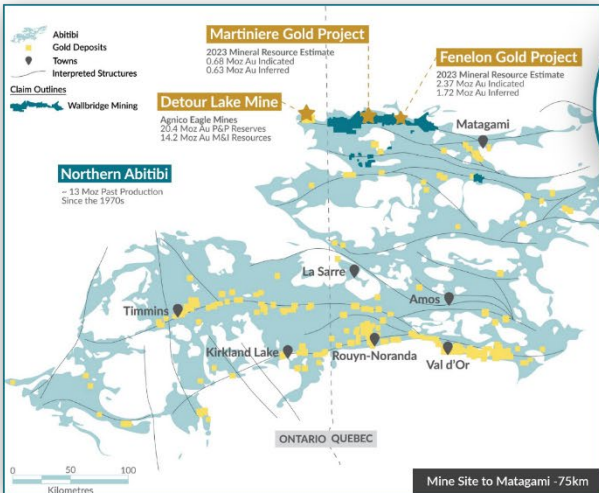 Abitibi
Gold Deposits
Towns
Interpreted Structures
Claim Outlines
Wallbridge Mining
Martiniere Gold Project
2023 Mineral Resource Estimate
0.68 Moz Au Indicated
0.63 Moz Au Inferred
Fenelon Gold Project
2023 Mineral Resource Estimate
2.37 Moz Au Indicated
1.72 Moz Au Inferred
Detour Lake Mine
Agnico Eagle Mines
20.4 Moz Au P&P Reserves
14.2 Moz Au M&I Resources
Matagami
Northern Abitibi
~ 13 Moz Past Production
Since the 1970s
La Sarre
Amos
Timmins
Kirkland Lake
Rouyn-Noranda
Val d'Or
ONTARIO QUEBEC
0 50 100
Kilometres
Mine Site to Matagami -75km